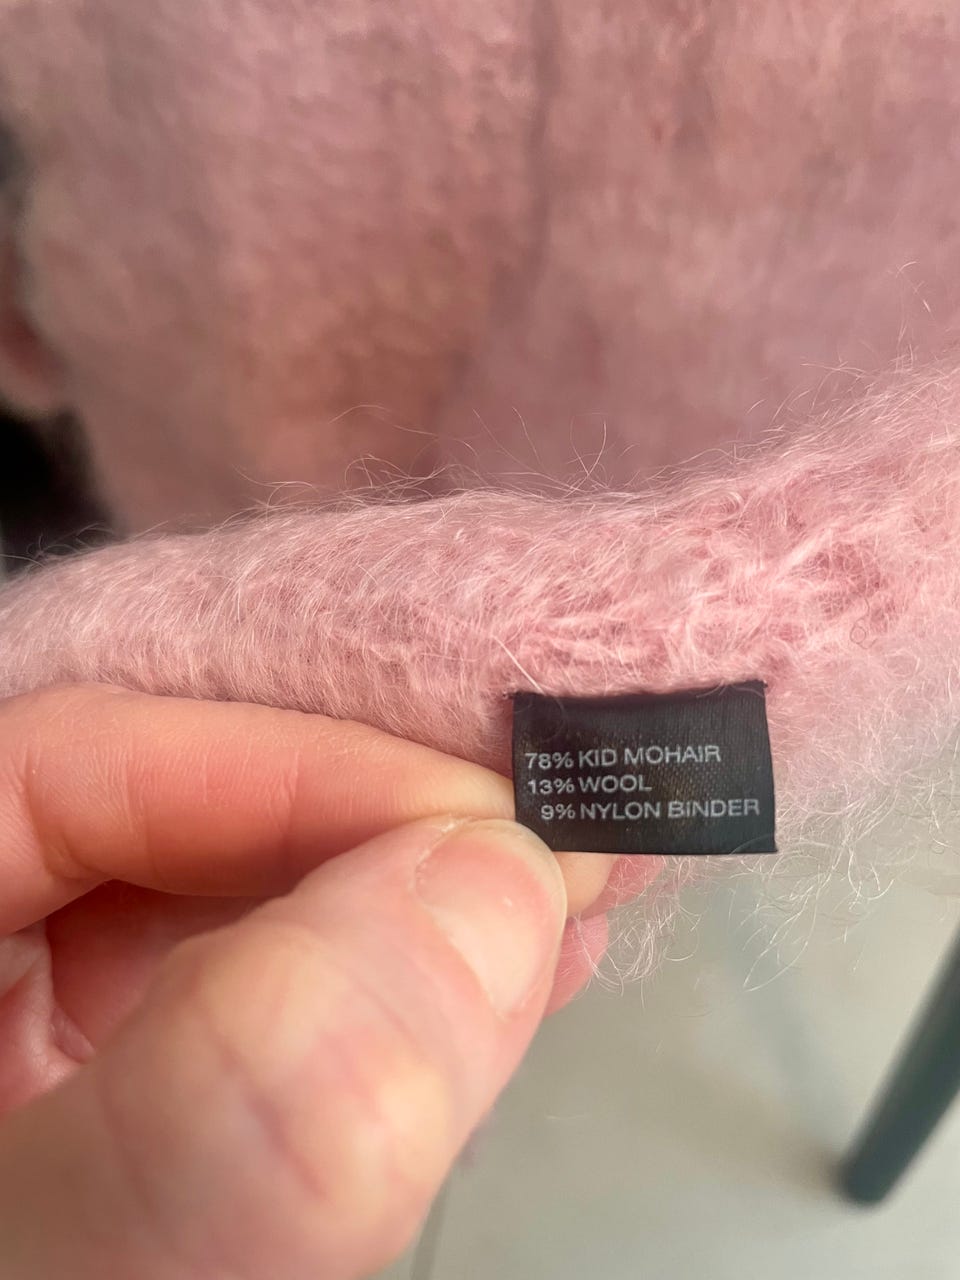 78% KID MOHAIR
13% WOOL
9% NYLON BINDER